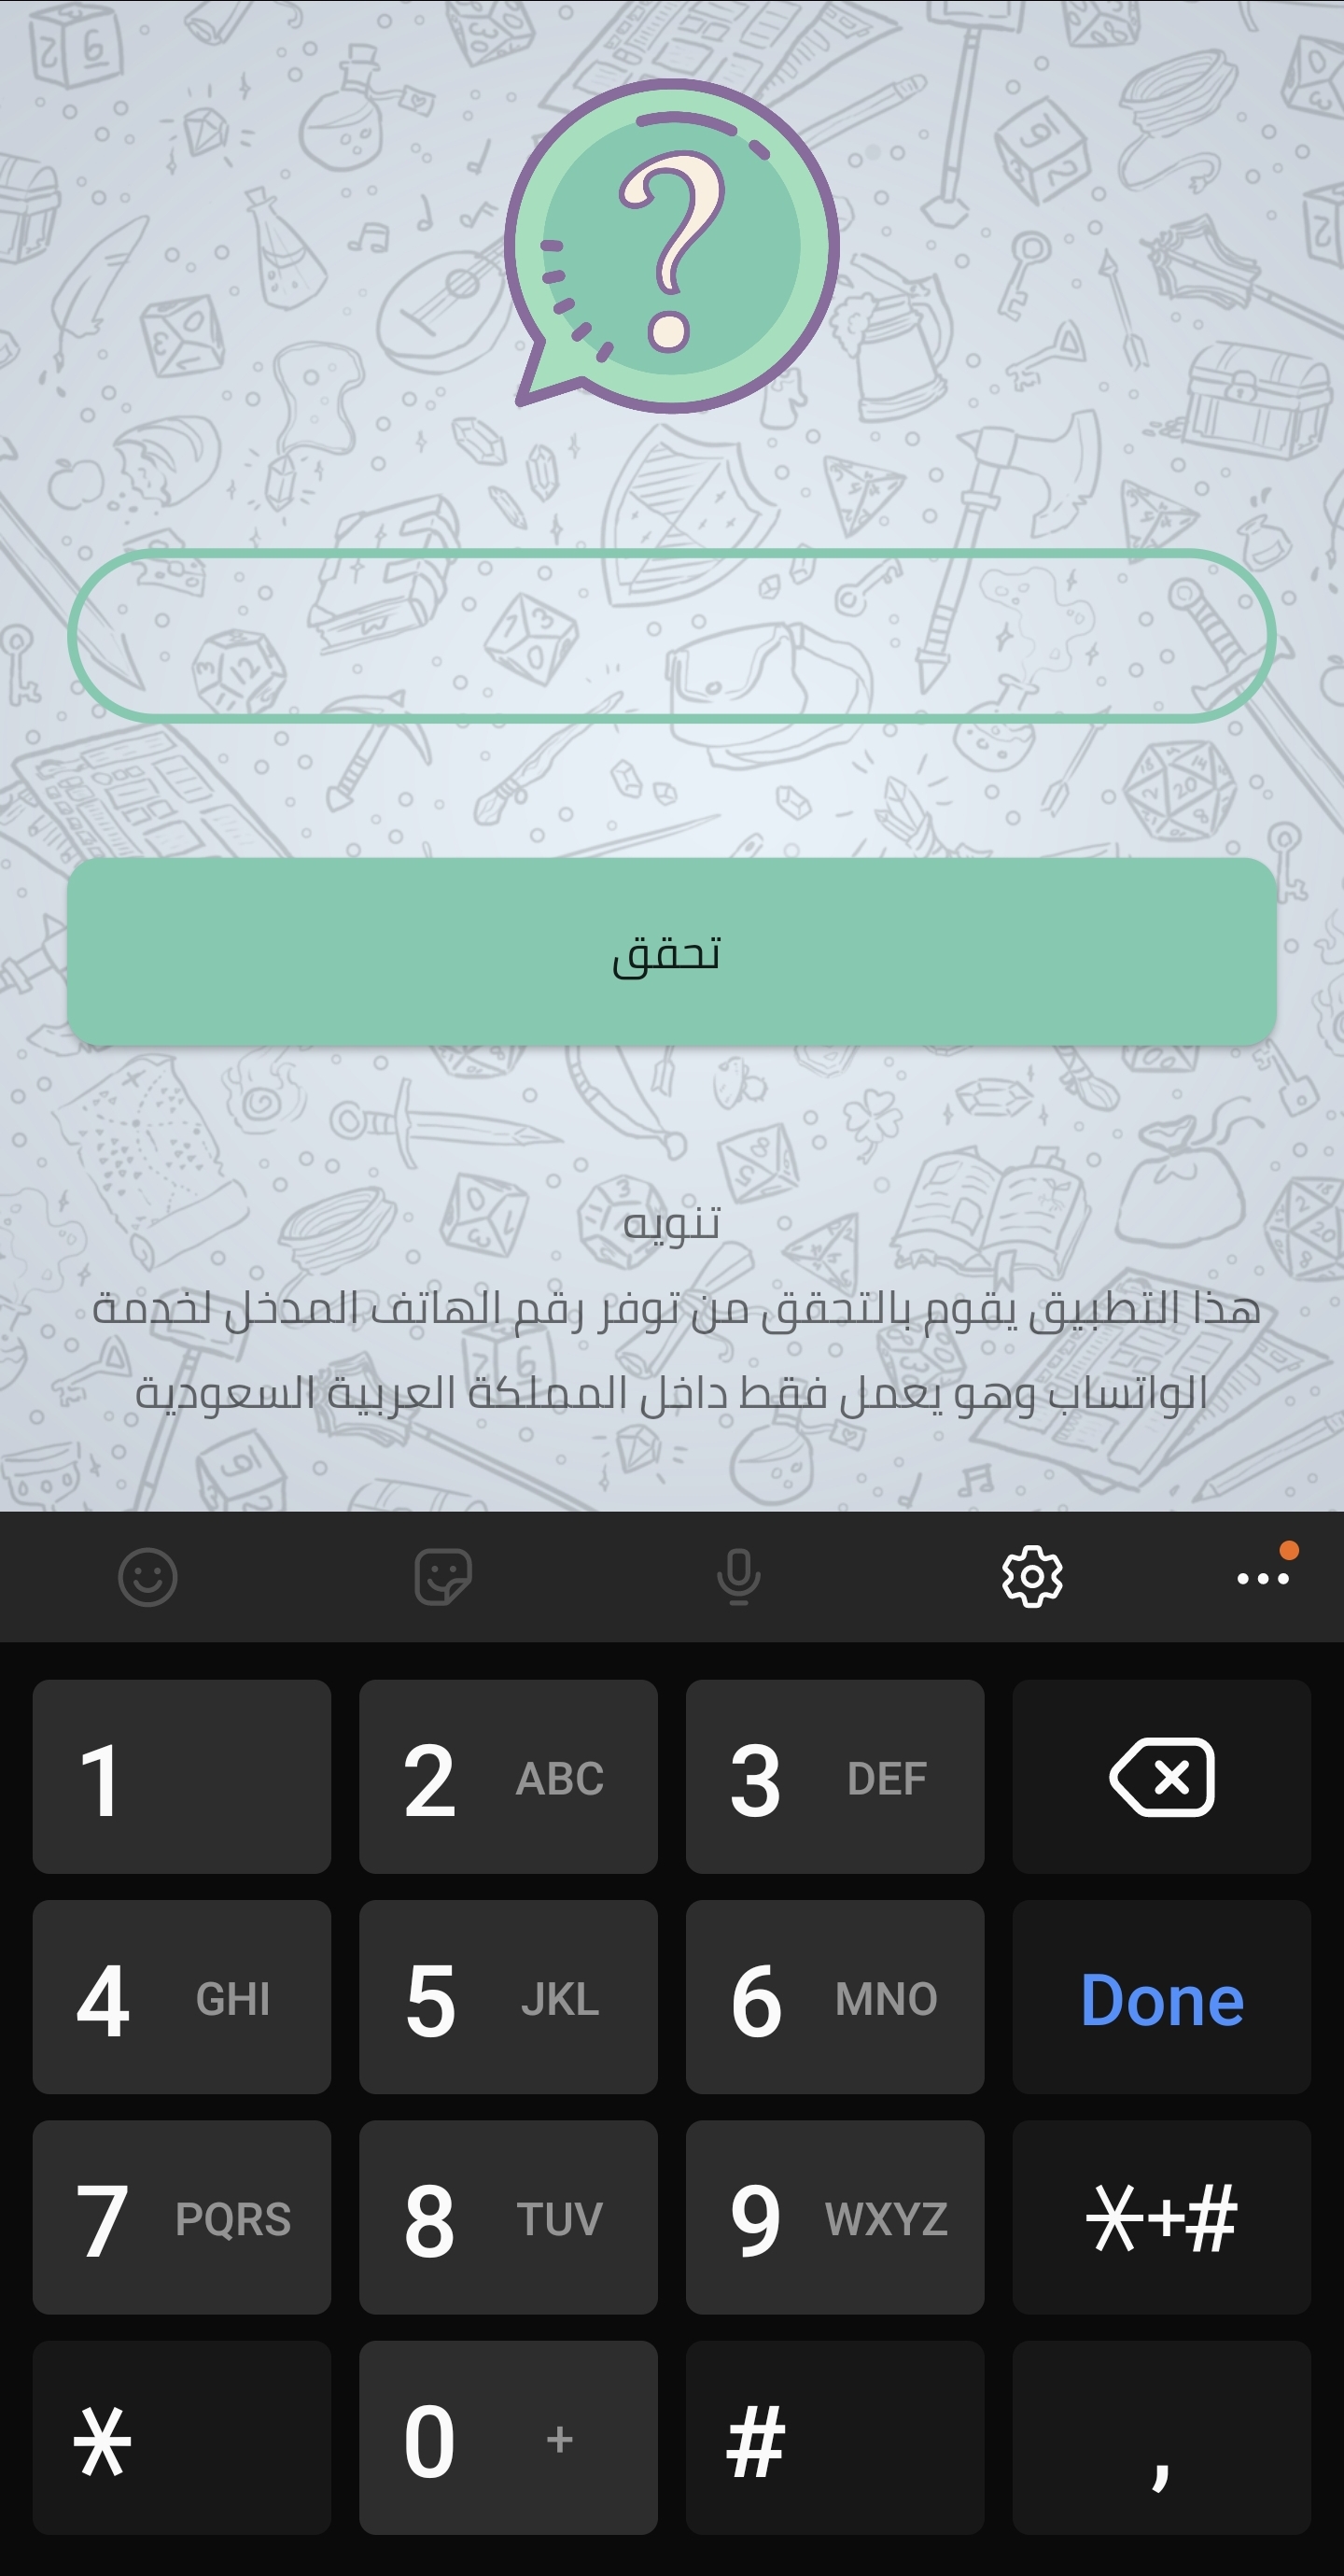 ?
تحقق
تنويه
هذا التطبيق يقوم بالتحقق من توفر رقم الهاتف المدخل لخدمة
الواتساب وهو يعمل فقط داخل المملكة العربية السعودية
1 2 ABC 3 DEF
4 GHI 5 JKL 6 MNO Done
7 PQRS 8 TUV 9 WXYZ *+#
* 0 + # ,